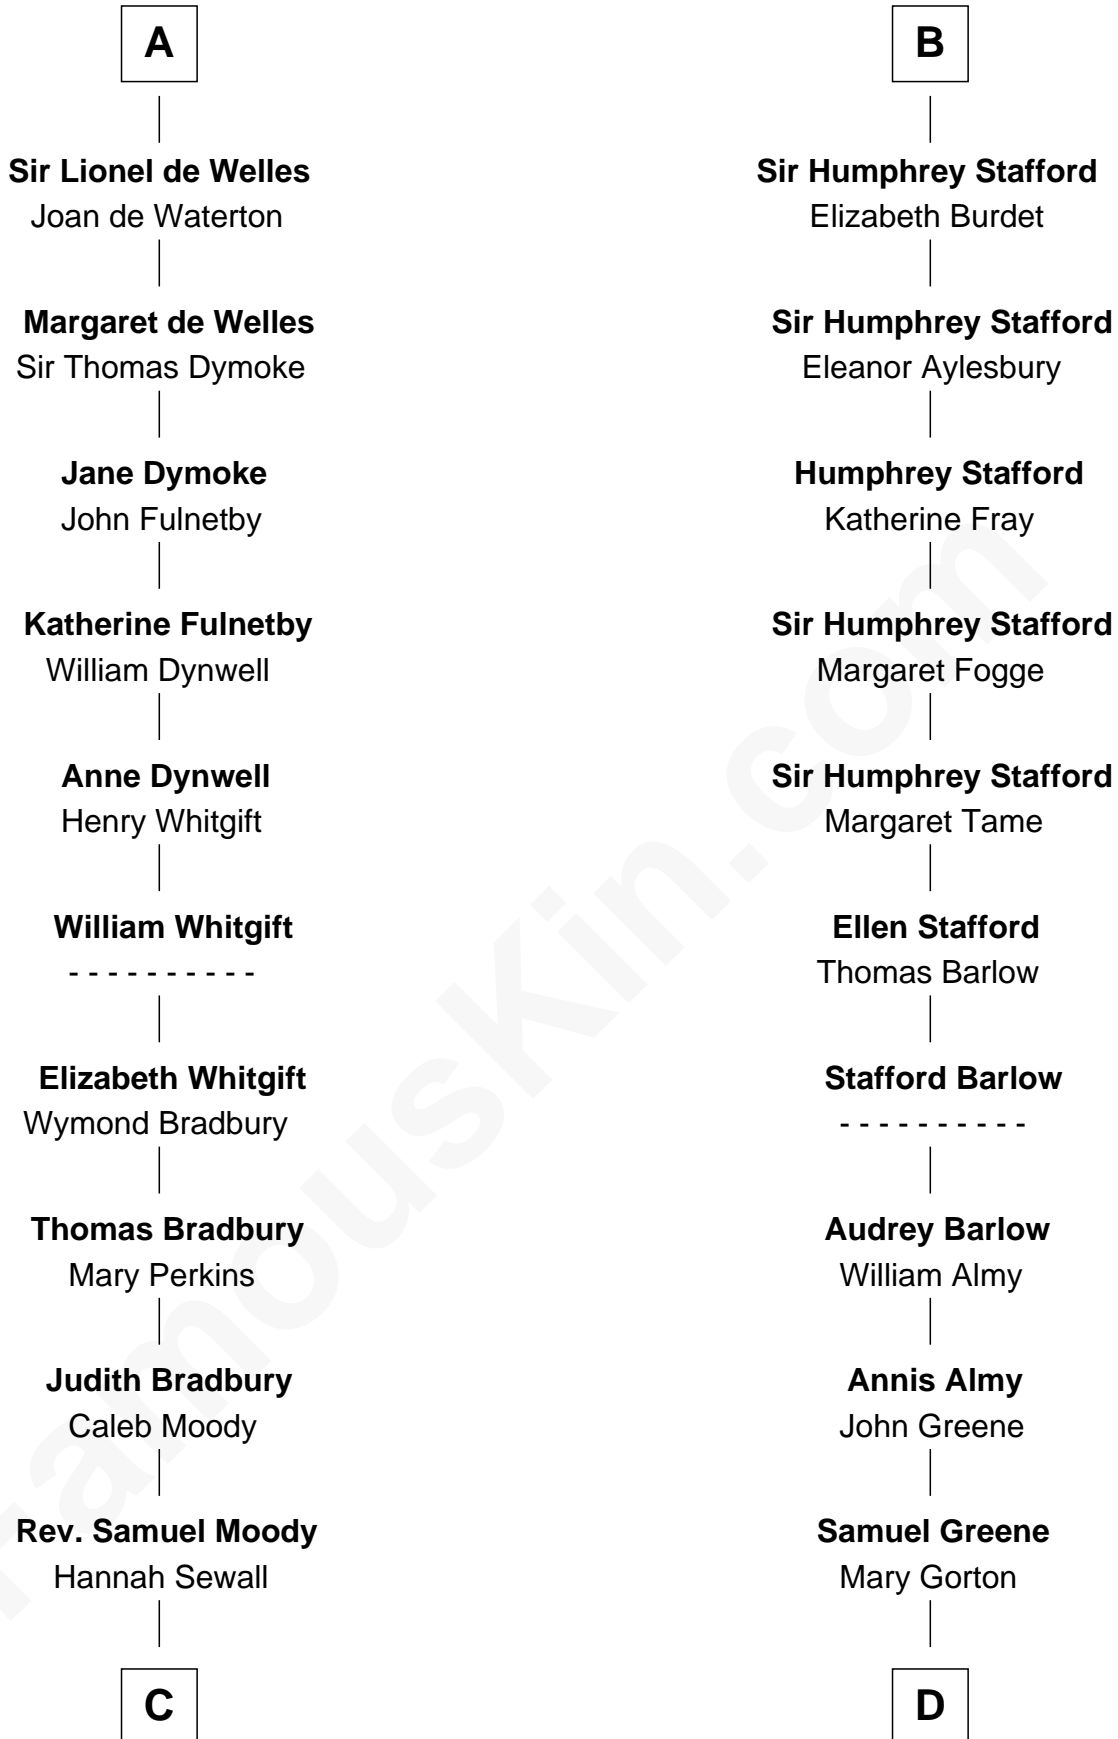 A
Sir Lionel de Welles
Joan de Waterton
Margaret de Welles
Sir Thomas Dymoke
Jane Dymoke
John Fulnetby
Katherine Fulnetby
William Dynwell
Anne Dynwell
Henry Whitgift
William Whitgift
- - - - - - - - - -
Elizabeth Whitgift
Wymond Bradbury
Thomas Bradbury
Mary Perkins
Judith Bradbury
Caleb Moody
Rev. Samuel Moody
Hannah Sewall
C
B
Sir Humphrey Stafford
Elizabeth Burdet
Sir Humphrey Stafford
Eleanor Aylesbury
Humphrey Stafford
Katherine Fray
Sir Humphrey Stafford
Margaret Fogge
Sir Humphrey Stafford
Margaret Tame
Ellen Stafford
Thomas Barlow
Stafford Barlow
- - - - - - - - - -
Audrey Barlow
William Almy
Annis Almy
John Greene
Samuel Greene
Mary Gorton
D
FamousKin.com